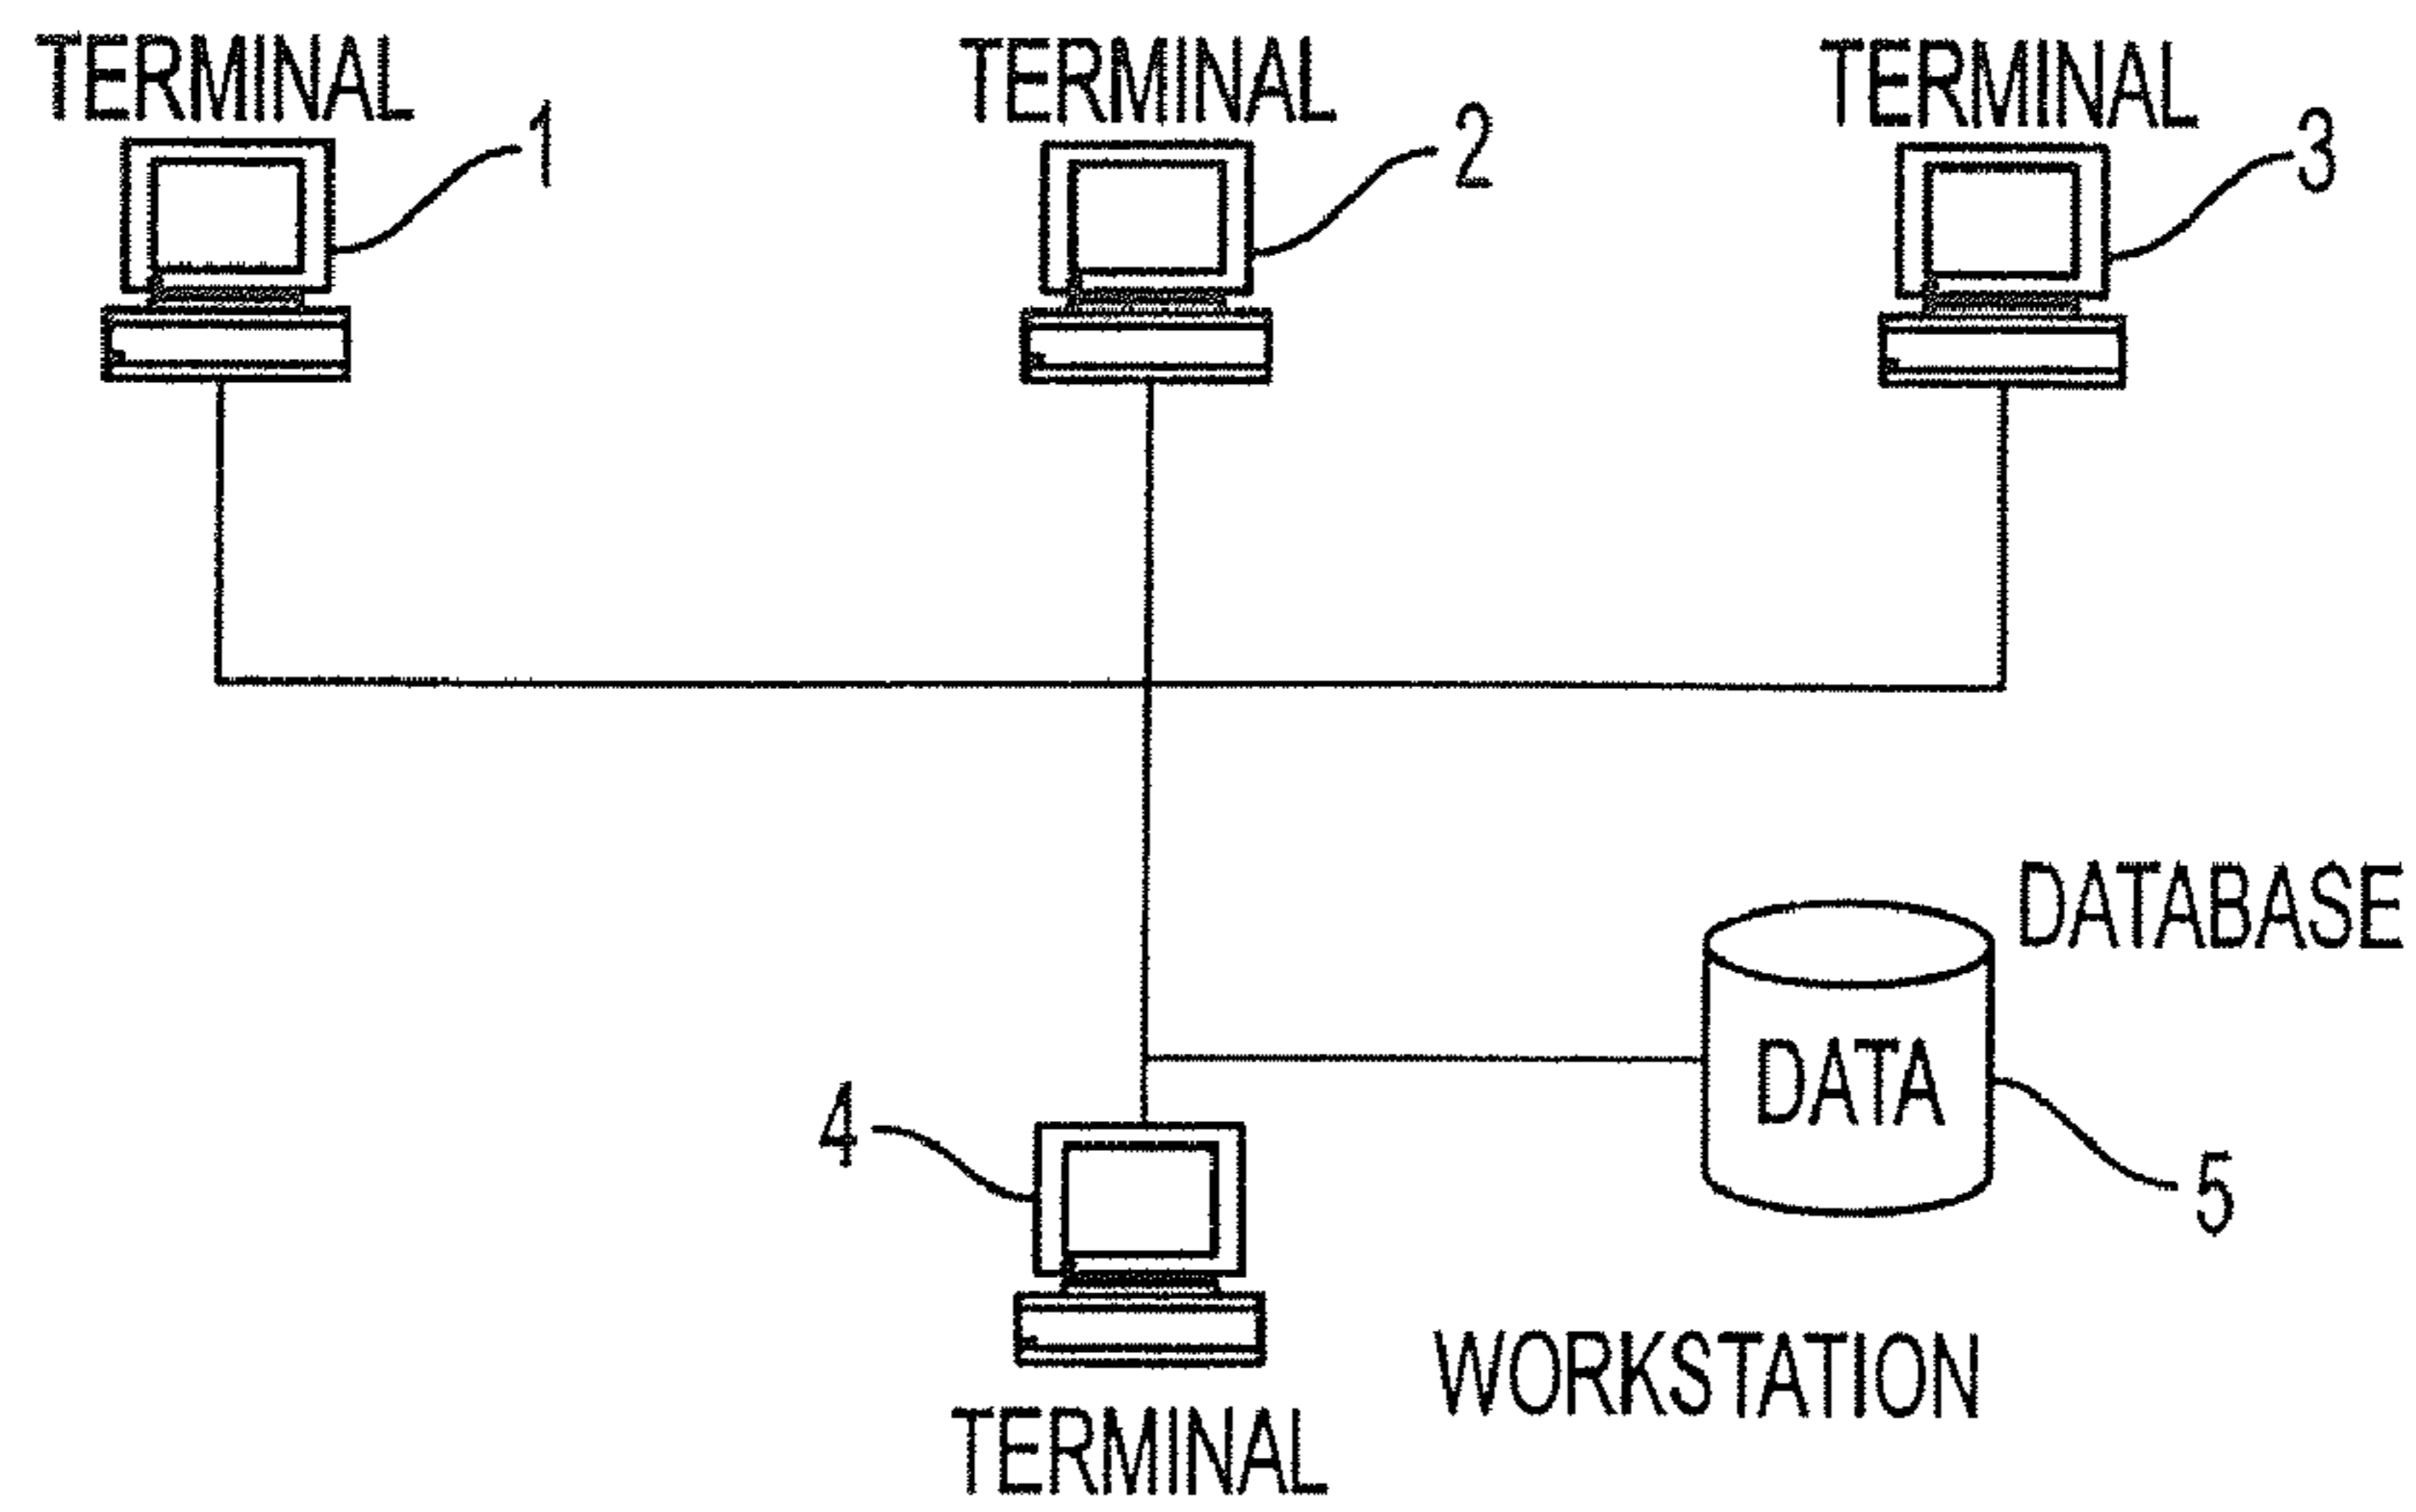 TERMINAL
TERMINAL
TERMINAL
1
2
3
DATABASE
DATA
4
5
WORKSTATION
TERMINAL